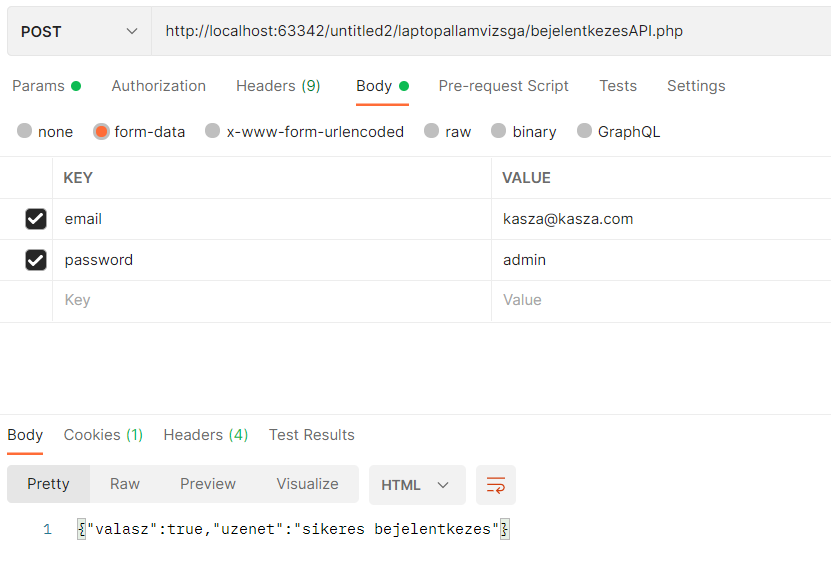 POST http://localhost:63342/untitled2/laptopallamvizsga/bejelentkezesAPI.php
Params Authorization Headers (9) Body Pre-request Script Tests Settings
none form-data x-www-form-urlencoded raw binary GraphQL
KEY VALUE
email kasza@kasza.com
password admin
Key Value
Body Cookies (1) Headers (4) Test Results
Pretty Raw Preview Visualize HTML
1 {"valasz":true,"uzenet":"sikeres bejelentkezes"}